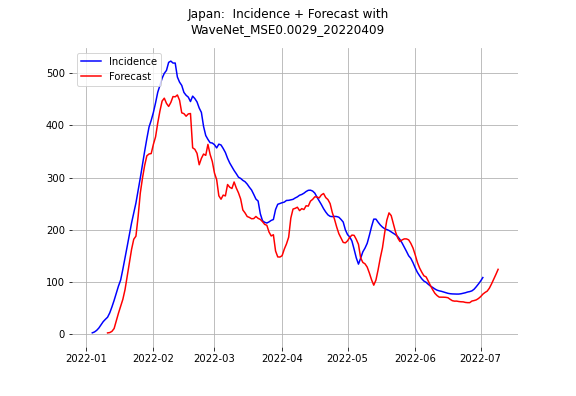 Japan:  Incidence + Forecast with
WaveNet_MSE0.0029_20220409
Incidence
Forecast
500
400
300
200
100
0
2022-01 2022-02 2022-03 2022-04 2022-05 2022-06 2022-07